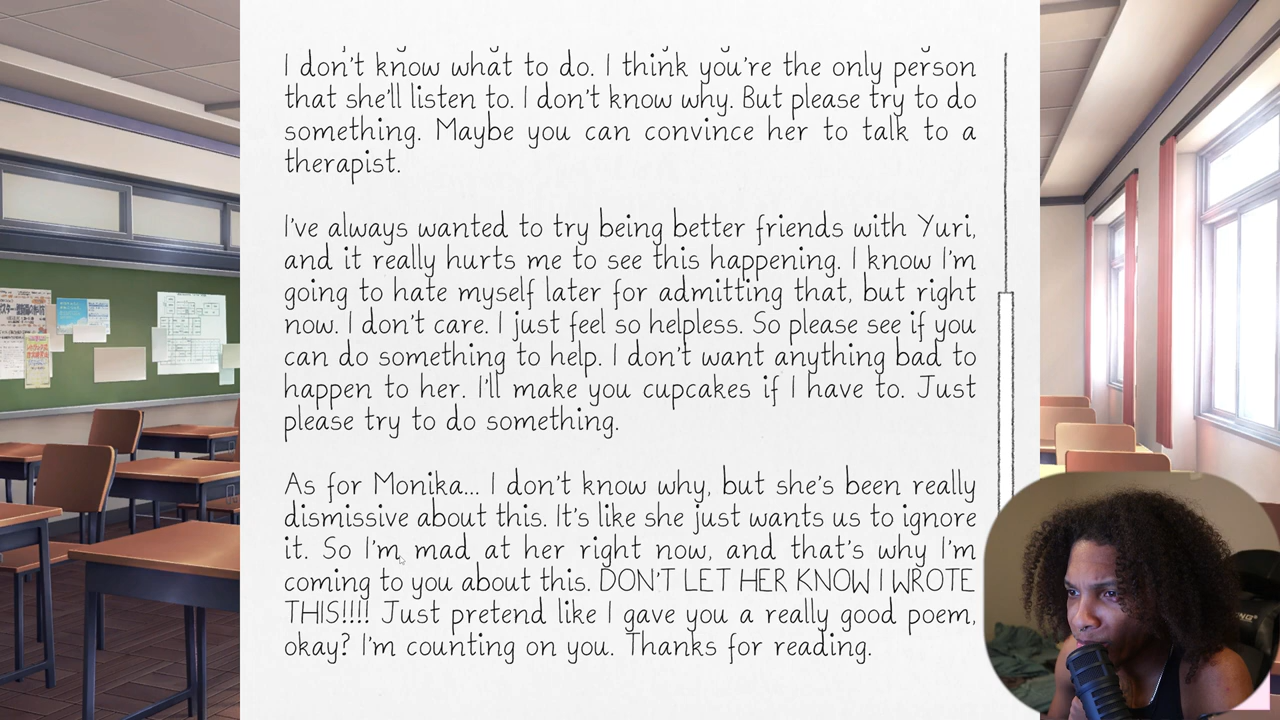 I don't know what to do. I think you're the only person
that she'll listen to. I don't know why. But please try to do
something. Maybe you can convince her to talk to a
therapist.
I've always wanted to try being better friends with Yuri,
and it really hurts me to see this happening. I know I'm
going to hate myself later for admitting that, but right
now, I don't care. I just feel so helpless. So please see if you
can do something to help. I don't want anything bad to
happen to her. I'll make you cupcakes if I have to. Just
please try to do something.
As for Monika... I don't know why, but she's been really
dismissive about this. It's like she just wants us to ignore
it. So I'm mad at her right now, and that's why I'm
coming to you about this. DON'T LET HER KNOW I WROTE
THIS!!!! Just pretend like I gave you a really good poem,
okay? I'm counting on you. Thanks for reading.